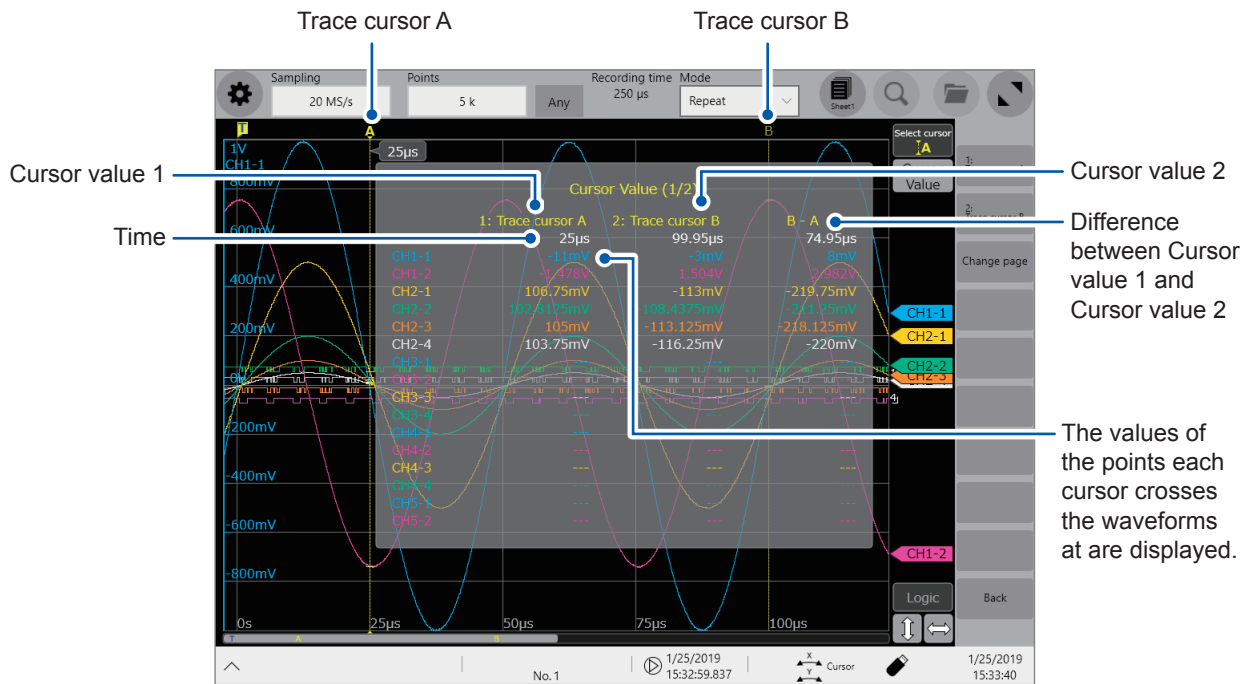 Trace cursor A
Trace cursor B
Sampling
20 MS/s
Points
5 k
Any
Recording time
250 µs
Mode
Repeat
Sheet1
T
A
B
25µs
Select cursor
A
Value
1:
2:
Change page
Back
Logic
1V
CH1-1
800mV
600mV
400mV
200mV
-200mV
-400mV
-600mV
-800mV
Cursor Value (1/2)
1: Trace cursor A 2: Trace cursor B B - A
25µs 99.95µs 74.95µs
CH1-1 -11mV -3mV 8mV
CH1-2 -1.478V 1.504V 2.982V
CH2-1 106.75mV -113mV -219.75mV
CH2-2 102.8125mV -108.4375mV -211.25mV
CH2-3 105mV -113.125mV -218.125mV
CH2-4 103.75mV -116.25mV -220mV
CH3-1 --- --- ---
CH3-2
CH3-3 --- --- ---
CH3-4 --- --- ---
CH4-1 --- --- ---
CH4-2 --- --- ---
CH4-3 --- --- ---
CH4-4 --- --- ---
CH5-1 --- --- ---
CH5-2 --- --- ---
CH1-1
CH2-1
CH2-2
CH2-3
CH1-2
0s 25µs 50µs 75µs 100µs
T A B
No. 1
1/25/2019
15:32:59.837
X
Y
Cursor
1/25/2019
15:33:40
Cursor value 1
Time
Cursor value 2
Difference
between Cursor
value 1 and
Cursor value 2
The values of
the points each
cursor crosses
the waveforms
at are displayed.